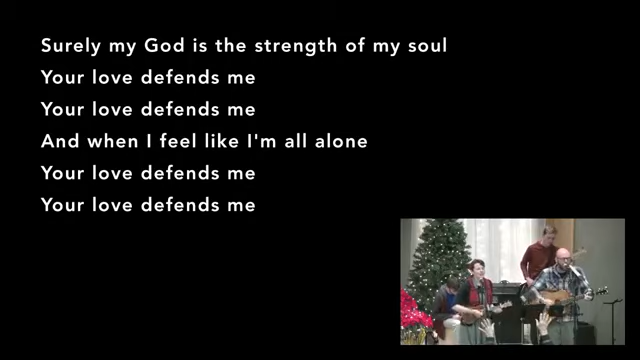 Surely my God is the strength of my soul
Your love defends me
Your love defends me
And when I feel like I'm all alone
Your love defends me
Your love defends me